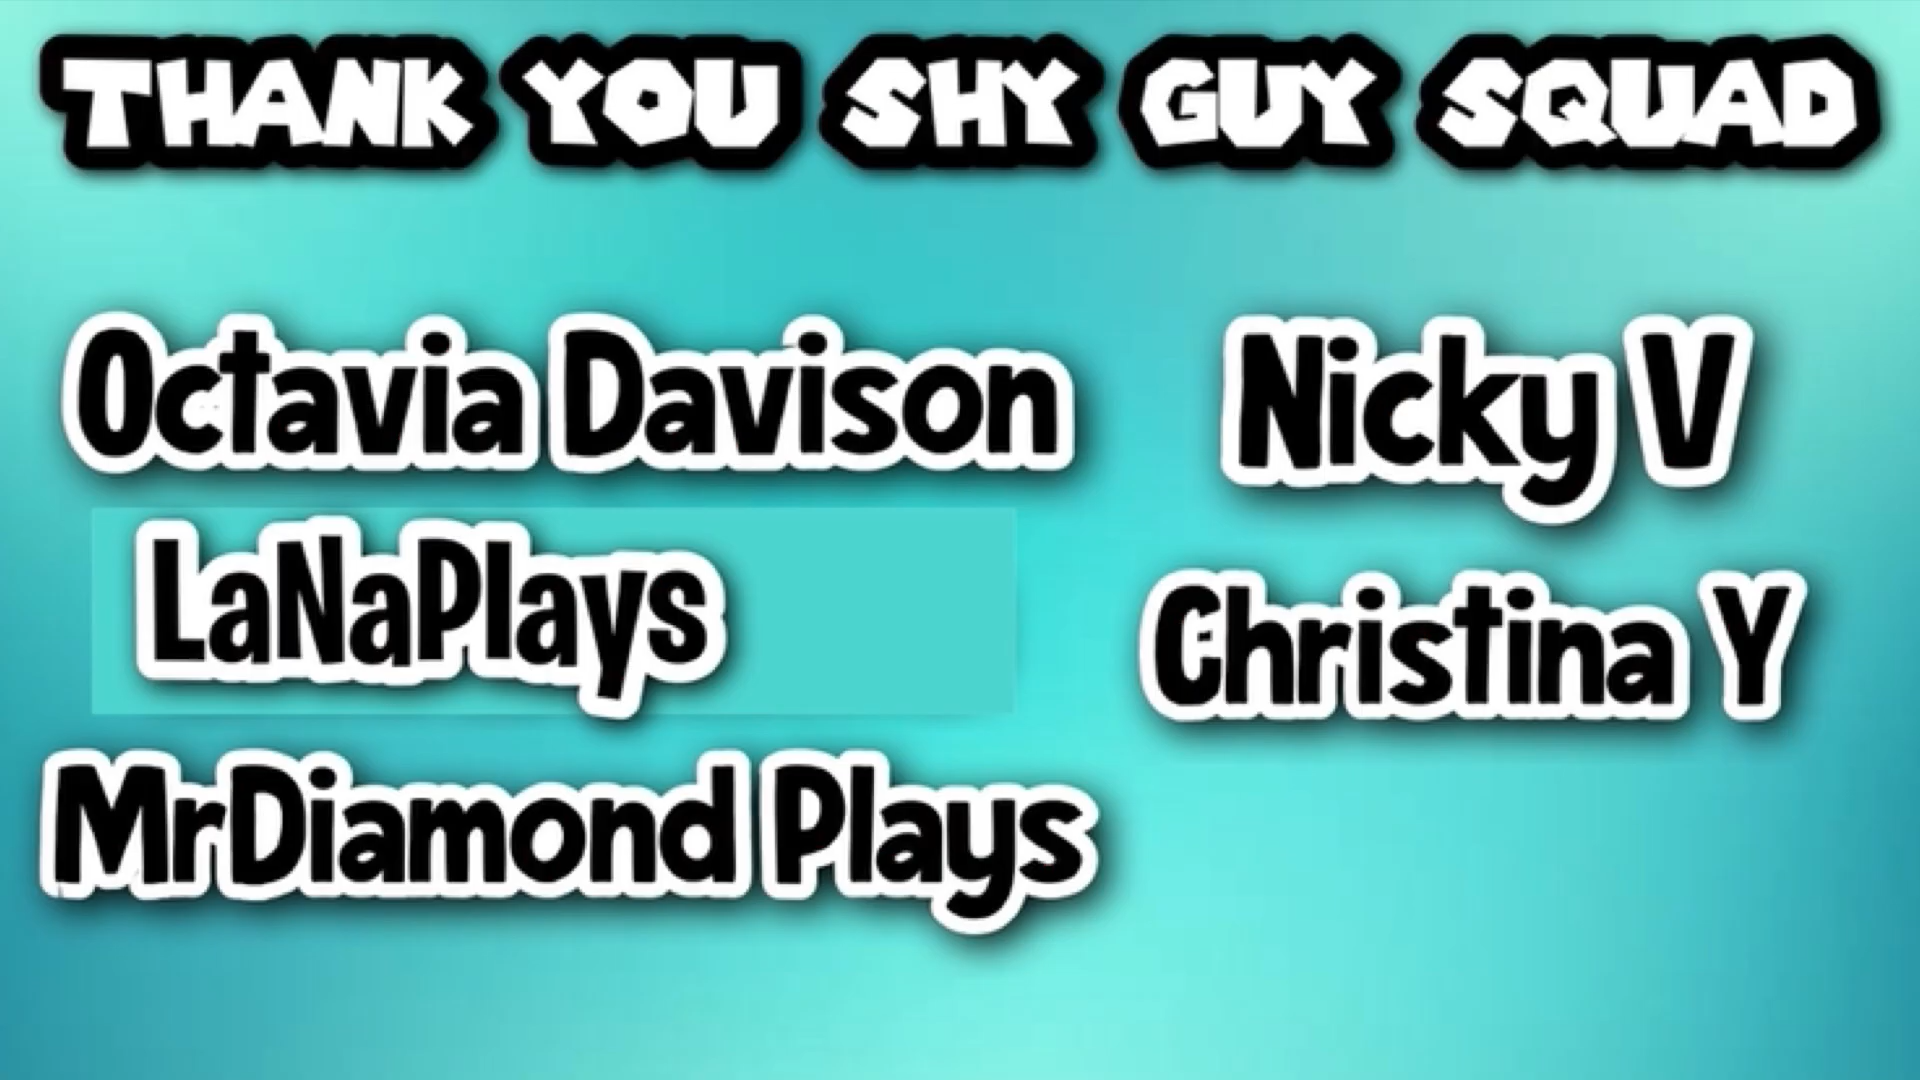 THANK YOU SHY GUY SQUAD
Octavia Davison
LaNaPlays
MrDiamond Plays
Nicky V
Christina Y